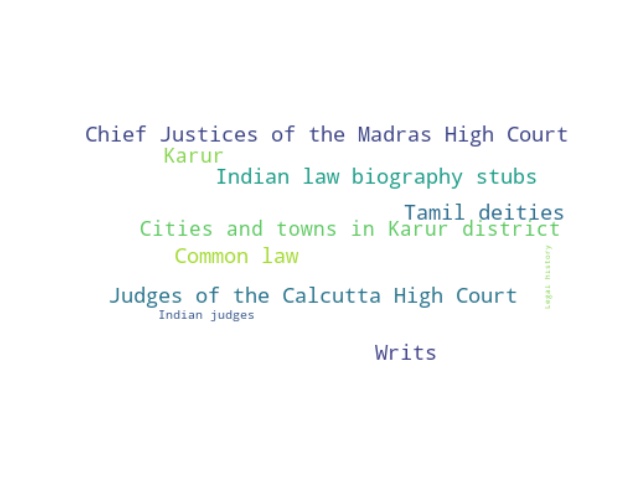 Chief Justices of the Madras High Court
Karur
Indian law biography stubs
Tamil deities
Cities and towns in Karur district
Common law
Legal history
Judges of the Calcutta High Court
Indian judges
Writs